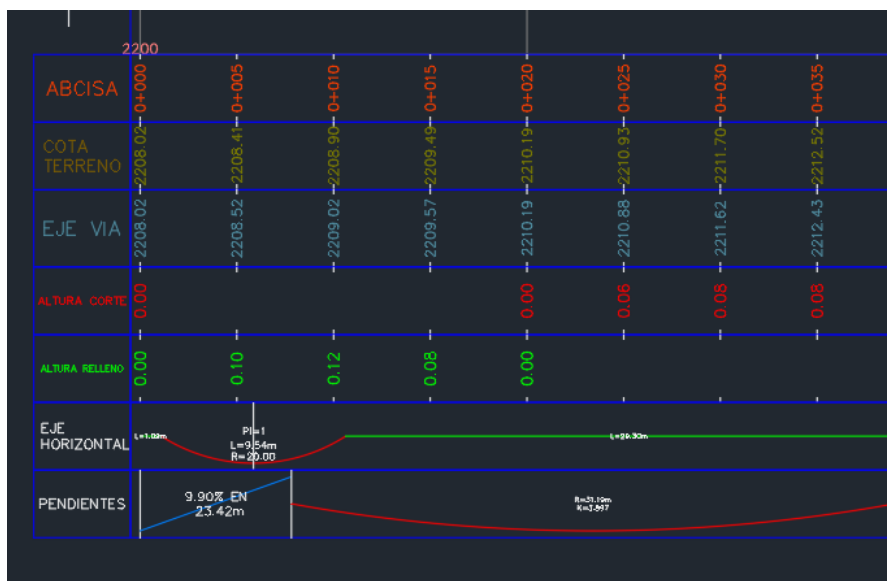 2200
ABCISA 0+000 0+005 0+010 0+015 0+020 0+025 0+030 0+035
COTA
TERRENO 2208.02 2208.41 2208.90 2209.49 2210.19 2210.93 2211.70 2212.52
EJE VIA 2208.02 2208.52 2209.02 2209.57 2210.19 2210.88 2211.62 2212.43
ALTURA CORTE 0.00 0.00 0.06 0.08 0.08
ALTURA RELLENO 0.00 0.10 0.12 0.08 0.00
EJE
HORIZONTAL
PI=1
L=9.54m
R=20.00
PENDIENTES
9.90% EN
23.42m